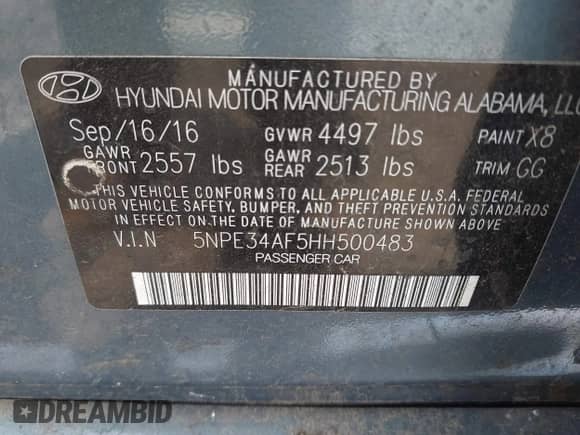 MANUFACTURED BY
HYUNDAI MOTOR MANUFACTURING ALABAMA, LLC
Sep/16/16 GVWR 4497 lbs PAINT X8
GAWR FRONT 2557 lbs GAWR REAR 2513 lbs TRIM GG
THIS VEHICLE CONFORMS TO ALL APPLICABLE U.S.A. FEDERAL
MOTOR VEHICLE SAFETY, BUMPER, AND THEFT PREVENTION STANDARDS
IN EFFECT ON THE DATE OF MANUFACTURE SHOWN ABOVE
V.I.N 5NPE34AF5HH500483
PASSENGER CAR
DREAMBID